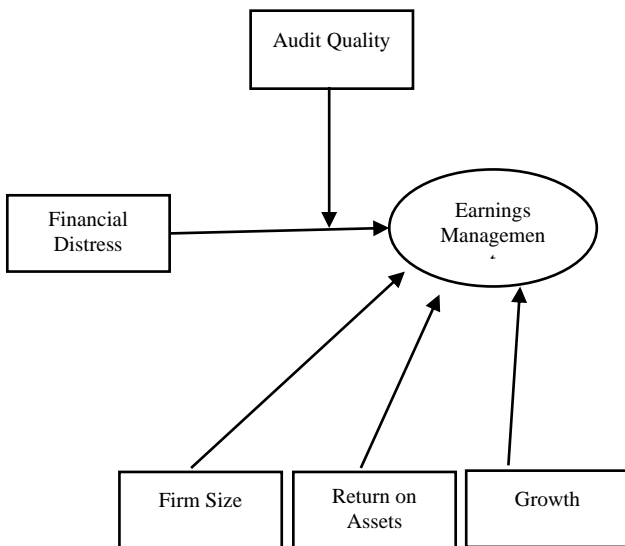 Audit Quality
Financial
Distress
Earnings
Managemen
Firm Size
Return on
Assets
Growth